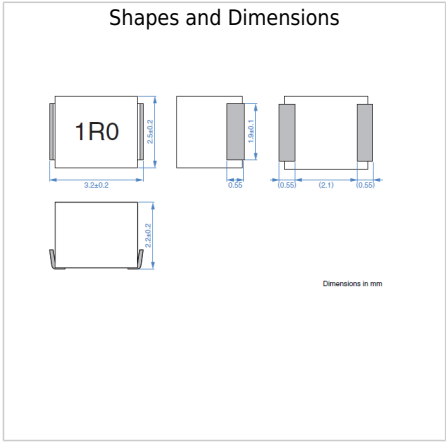 Shapes and Dimensions
1R0
2.5±0.2
1.9±0.1
3.2±0.2
0.55
(0.55)
(2.1)
(0.55)
2.2±0.2
Dimensions in mm